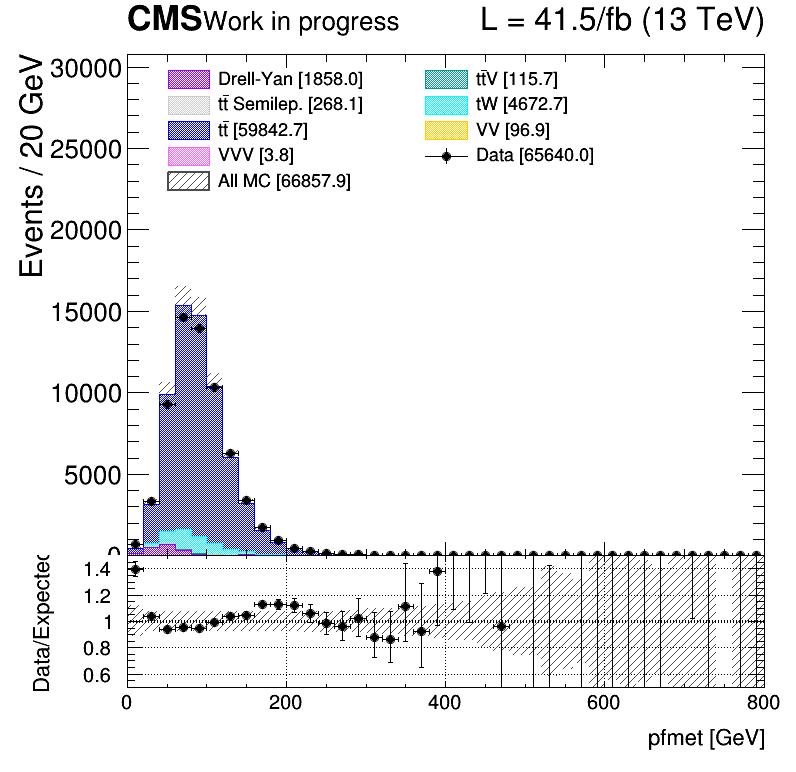 CMS Work in progress L = 41.5/fb (13 TeV)
Events / 20 GeV
30000
25000
20000
15000
10000
5000
0
Drell-Yan [1858.0]
tt̄ Semilep. [268.1]
tt̄ [59842.7]
VVV [3.8]
All MC [66857.9]
tt̄V [115.7]
tW [4672.7]
VV [96.9]
Data [65640.0]
Data/Expected
1.4
1.2
1
0.8
0.6
0 200 400 600 800
pfmet [GeV]